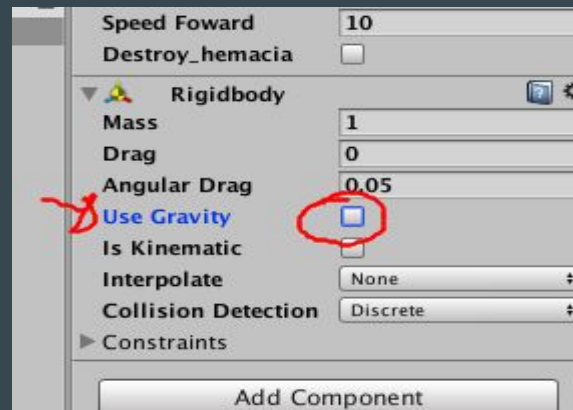 Speed Foward 10
Destroy_hemacia
Rigidbody
Mass 1
Drag 0
Angular Drag 0.05
Use Gravity
Is Kinematic
Interpolate None
Collision Detection Discrete
Constraints
Add Component